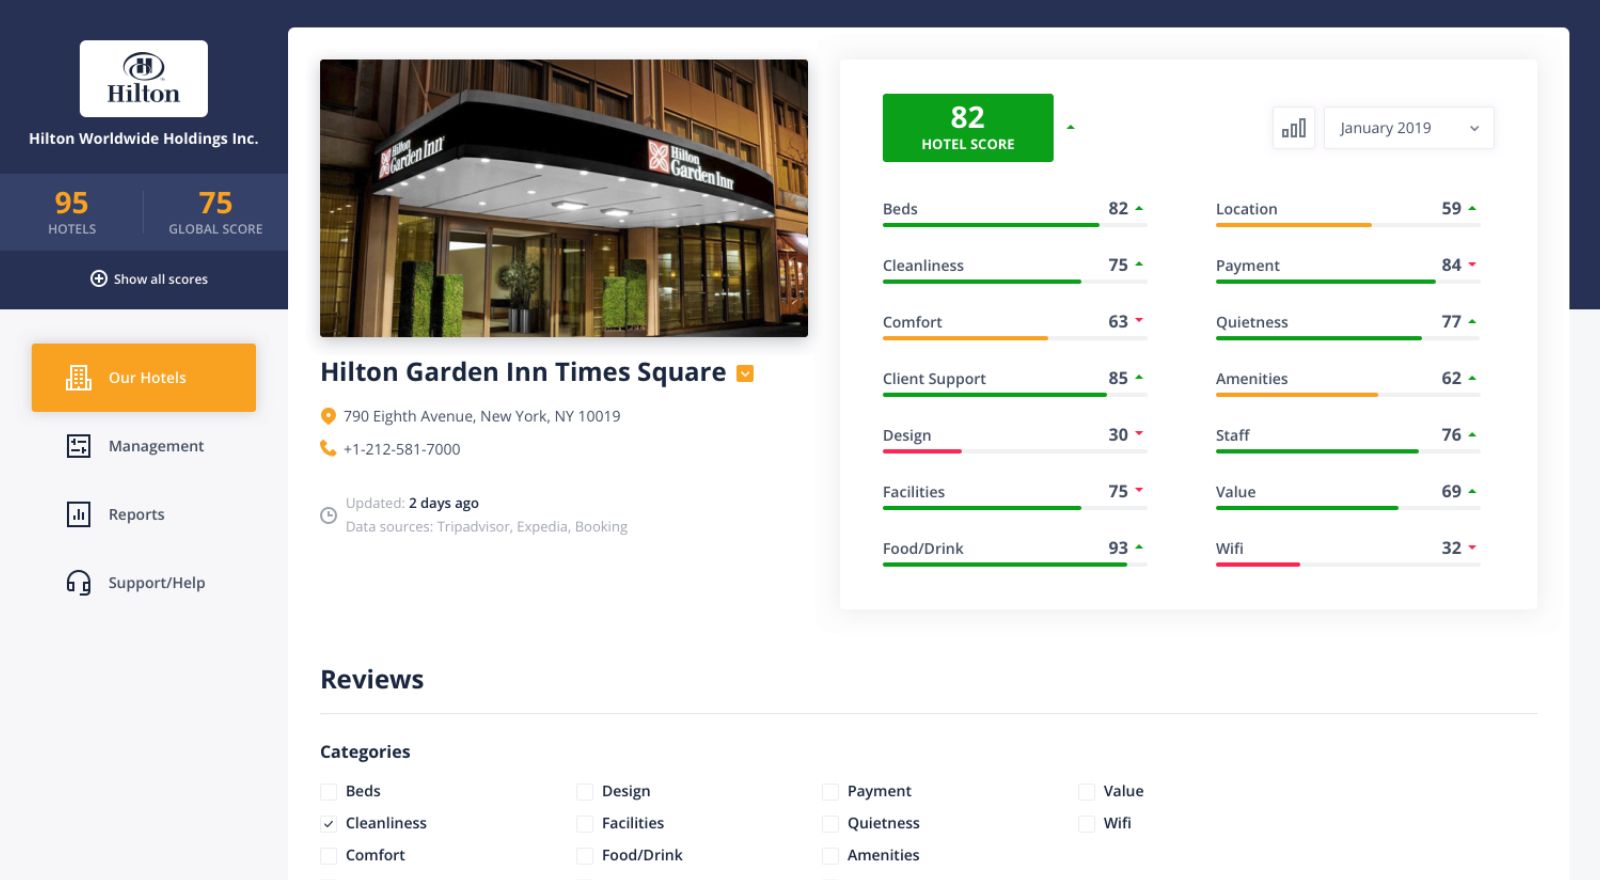 Hilton
Hilton Worldwide Holdings Inc.
95
HOTELS
75
GLOBAL SCORE
Show all scores
Our Hotels
Management
Reports
Support/Help
Hilton
Garden Inn
Hilton
Garden Inn
Hilton Garden Inn Times Square
790 Eighth Avenue, New York, NY 10019
+1-212-581-7000
Updated: 2 days ago
Data sources: Tripadvisor, Expedia, Booking
82
HOTEL SCORE
January 2019
Beds 82
Cleanliness 75
Comfort 63
Client Support 85
Design 30
Facilities 75
Food/Drink 93
Location 59
Payment 84
Quietness 77
Amenities 62
Staff 76
Value 69
Wifi 32
Reviews
Categories
Beds
Cleanliness
Comfort
Design
Facilities
Food/Drink
Payment
Quietness
Amenities
Value
Wifi